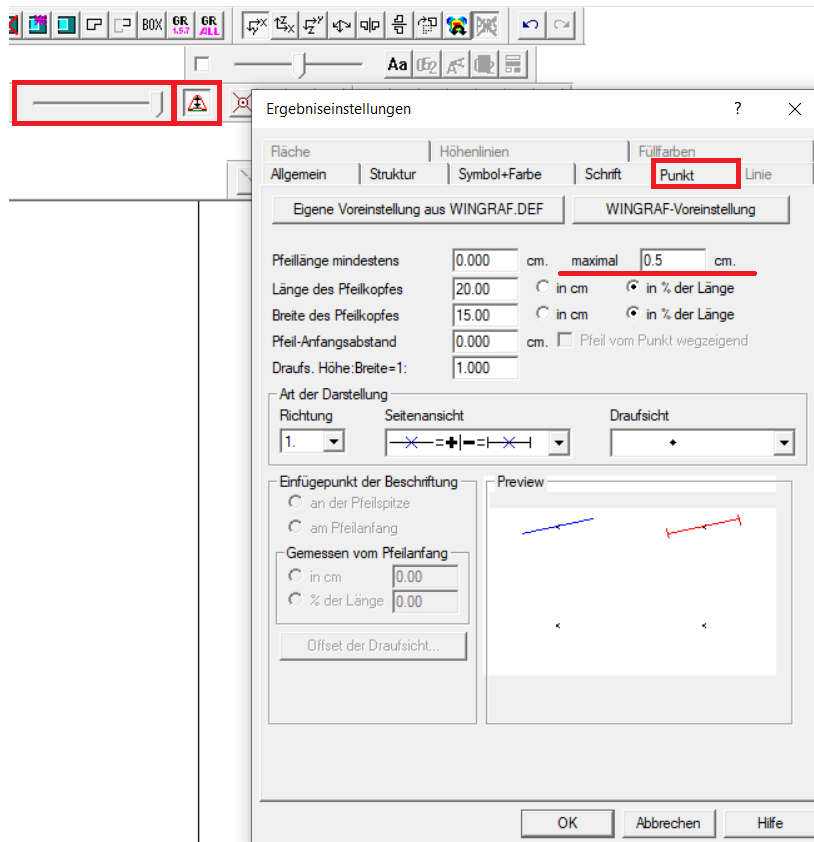 BOX GR 1.5.7 GR ALL
Aa
Ergebniseinstellungen
Fläche Höhenlinien Füllfarben
Allgemein Struktur Symbol+Farbe Schrift Punkt Linie
Eigene Voreinstellung aus WINGRAF.DEF WINGRAF-Voreinstellung
Pfeillänge mindestens 0.000 cm. maximal 0.5 cm.
Länge des Pfeilkopfes 20.00 in cm in % der Länge
Breite des Pfeilkopfes 15.00 in cm in % der Länge
Pfeil-Anfangsabstand 0.000 cm. Pfeil vom Punkt wegzeigend
Draufs. Höhe:Breite=1: 1.000
Art der Darstellung
Richtung Seitenansicht Draufsicht
1.
Einfügepunkt der Beschriftung Preview
an der Pfeilspitze
am Pfeilanfang
Gemessen vom Pfeilanfang
in cm 0.00
% der Länge 0.00
Offset der Draufsicht...
OK Abbrechen Hilfe